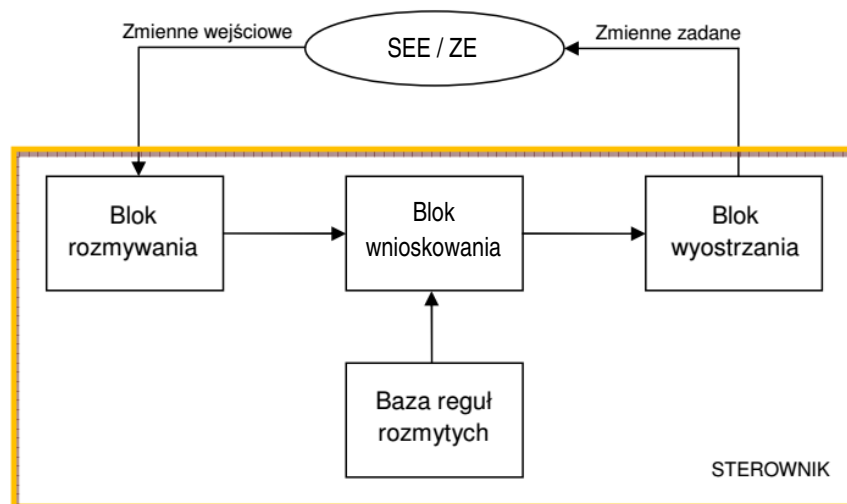 Zmienne wejściowe
SEE / ZE
Zmienne zadane
Blok
rozmywania
Blok
wnioskowania
Blok
wyostrzania
Baza reguł
rozmytych
STEROWNIK